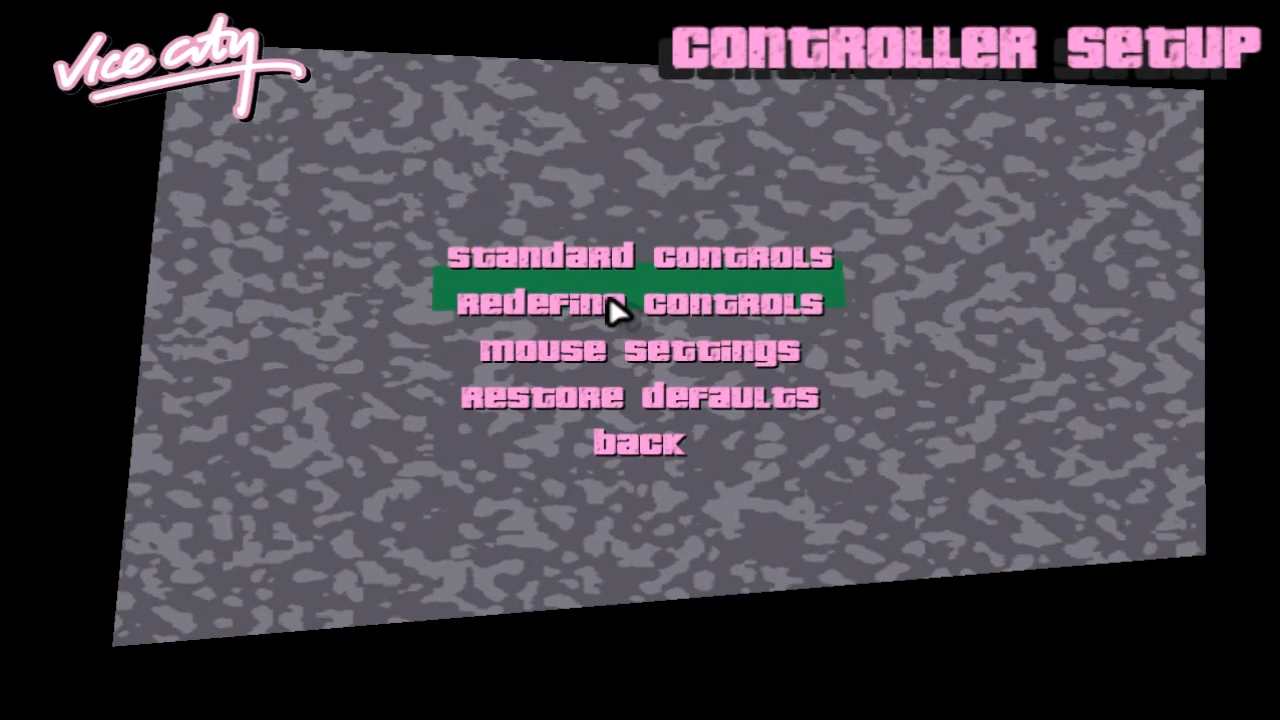 vice city
CONTROLLER SETUP
STANDARD CONTROLS
REDEFINE CONTROLS
MOUSE SETTINGS
RESTORE DEFAULTS
BACK